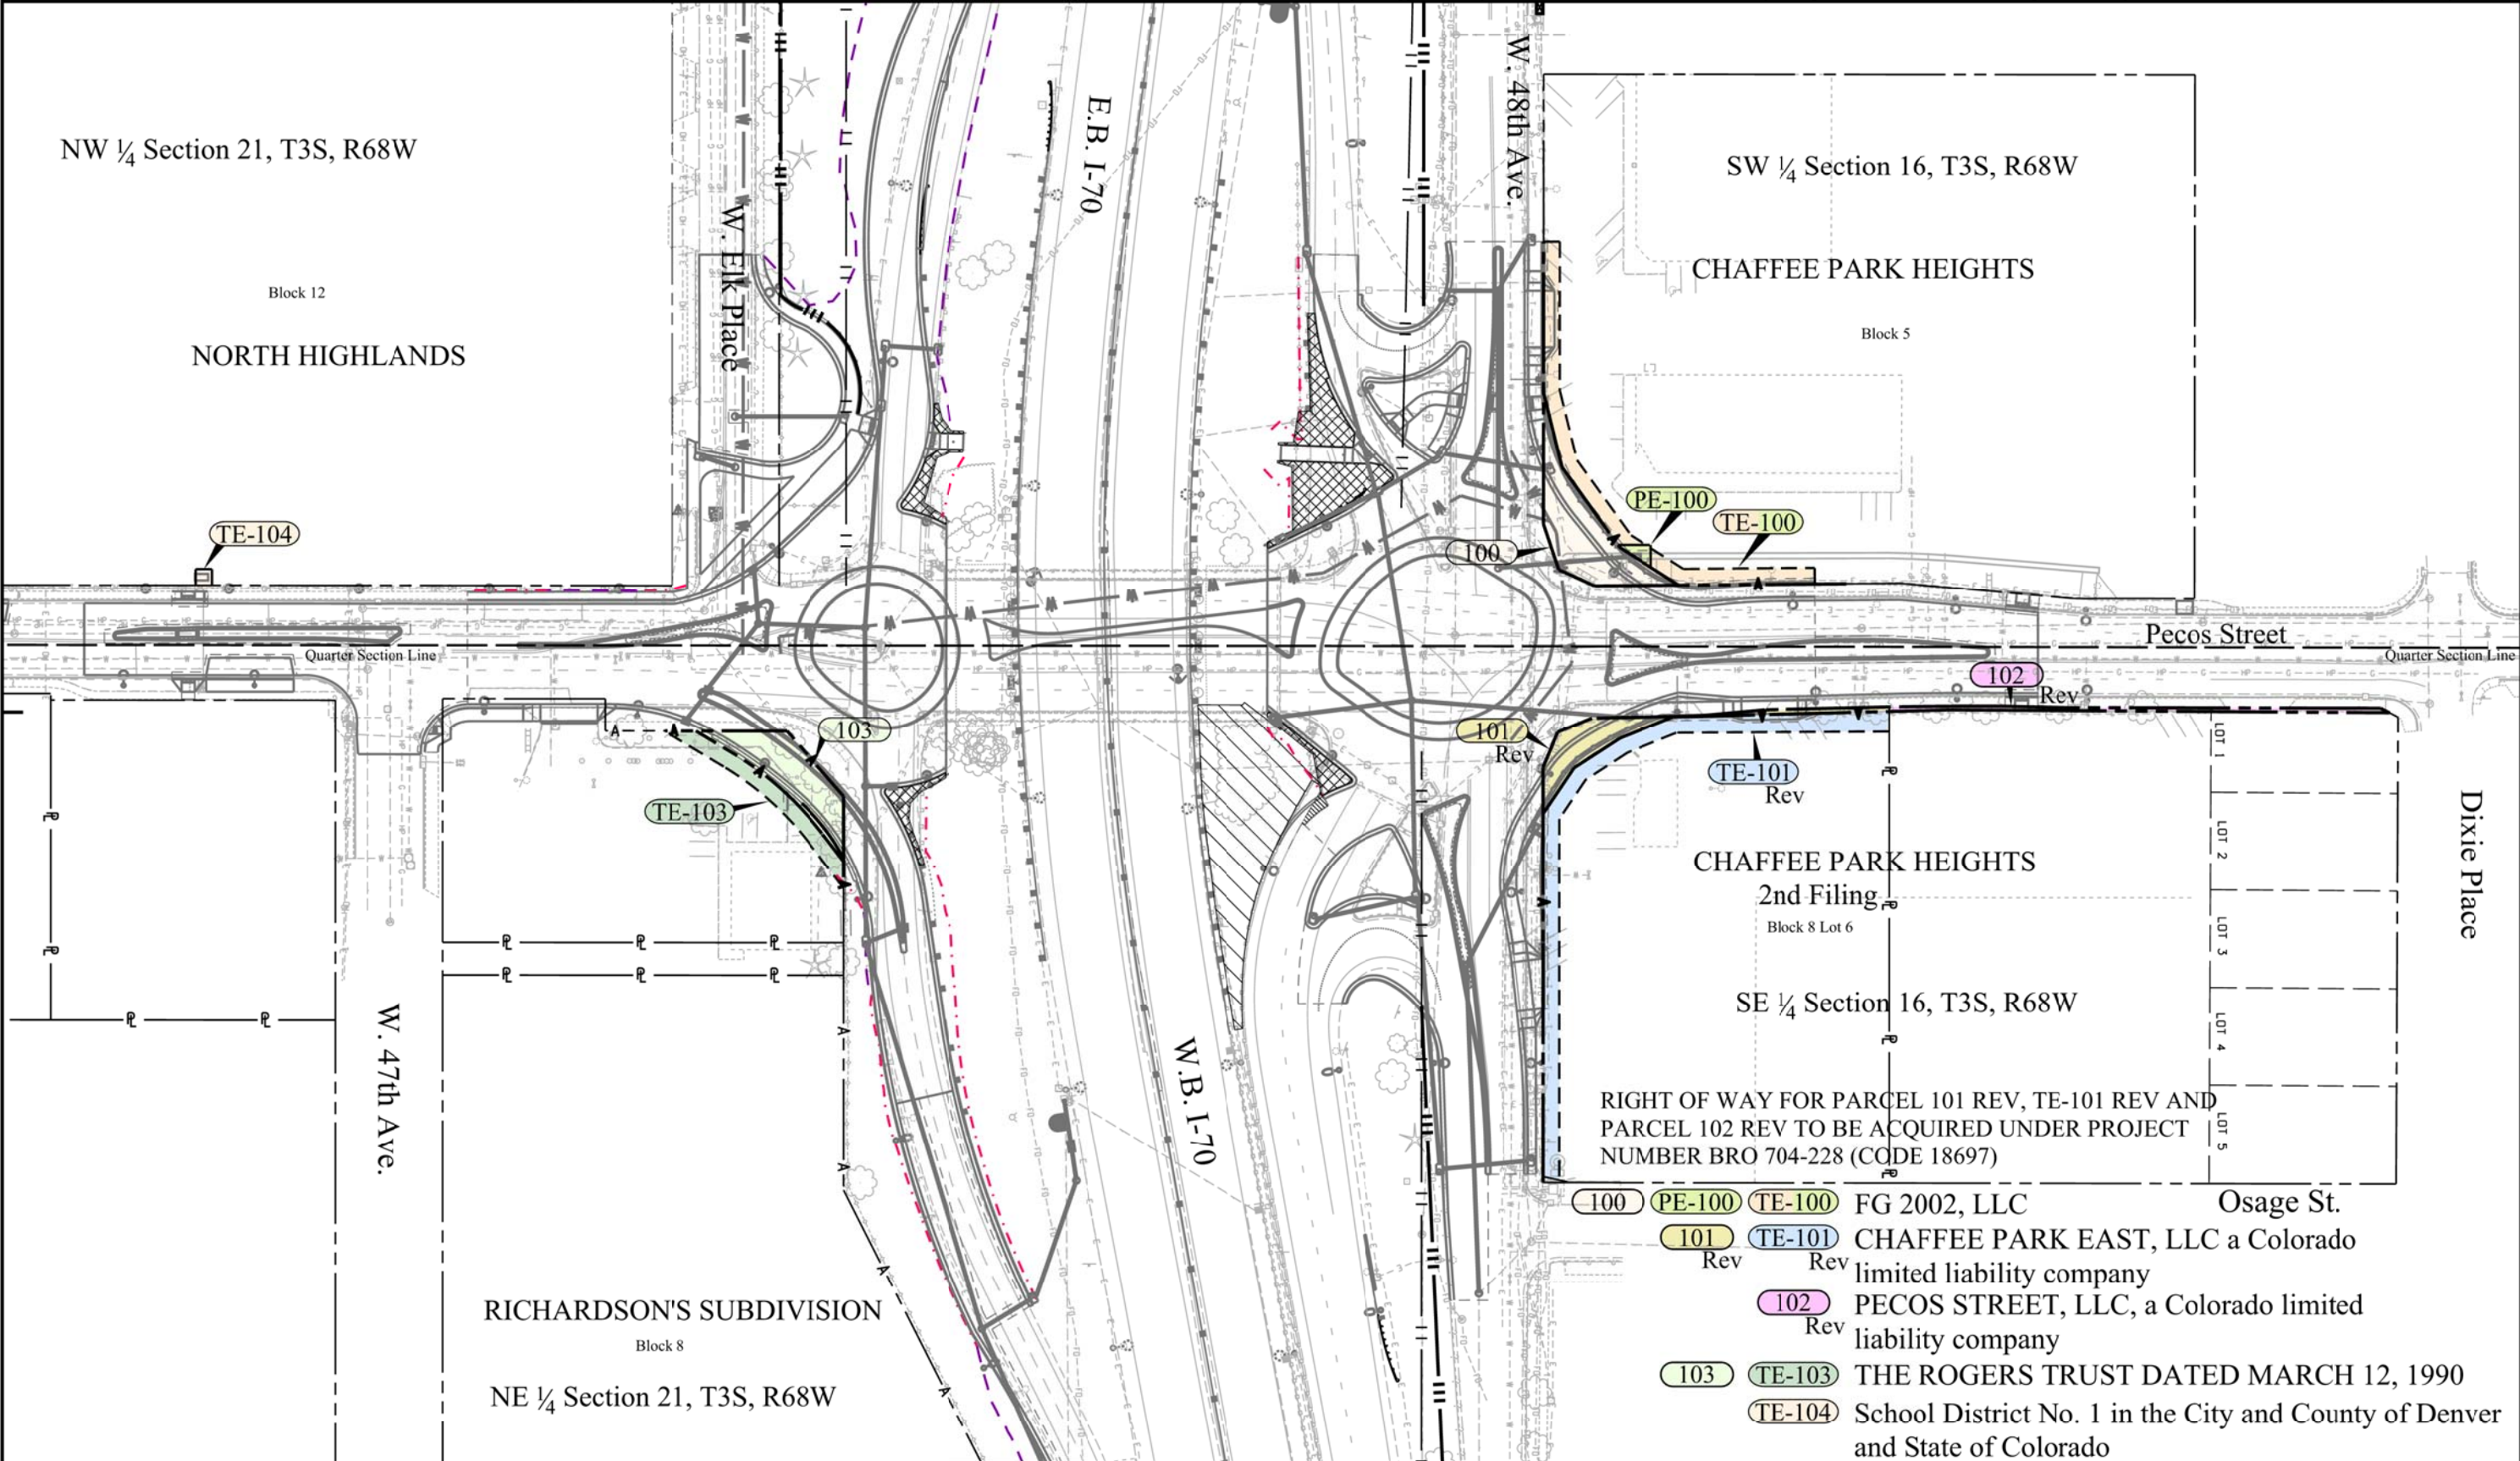 NW ¼ Section 21, T3S, R68W
Block 12
NORTH HIGHLANDS
W. Elk Place
E.B. I-70
W. 48th Ave.
SW ¼ Section 16, T3S, R68W
CHAFFEE PARK HEIGHTS
Block 5
TE-104
PE-100
TE-100
100
Pecos Street
Quarter Section Line
Quarter Section Line
102
Rev
103
101
Rev
TE-103
TE-101
Rev
LOT 1
LOT 2
LOT 3
LOT 4
LOT 5
Dixie Place
CHAFFEE PARK HEIGHTS
2nd Filing
Block 8 Lot 6
SE ¼ Section 16, T3S, R68W
W. 47th Ave.
W.B. I-70
RIGHT OF WAY FOR PARCEL 101 REV, TE-101 REV AND
PARCEL 102 REV TO BE ACQUIRED UNDER PROJECT
NUMBER BRO 704-228 (CODE 18697)
Osage St.
RICHARDSON'S SUBDIVISION
Block 8
NE ¼ Section 21, T3S, R68W
100 PE-100 TE-100 FG 2002, LLC
101 Rev TE-101 Rev CHAFFEE PARK EAST, LLC a Colorado
limited liability company
102 Rev PECOS STREET, LLC, a Colorado limited
liability company
103 TE-103 THE ROGERS TRUST DATED MARCH 12, 1990
TE-104 School District No. 1 in the City and County of Denver
and State of Colorado